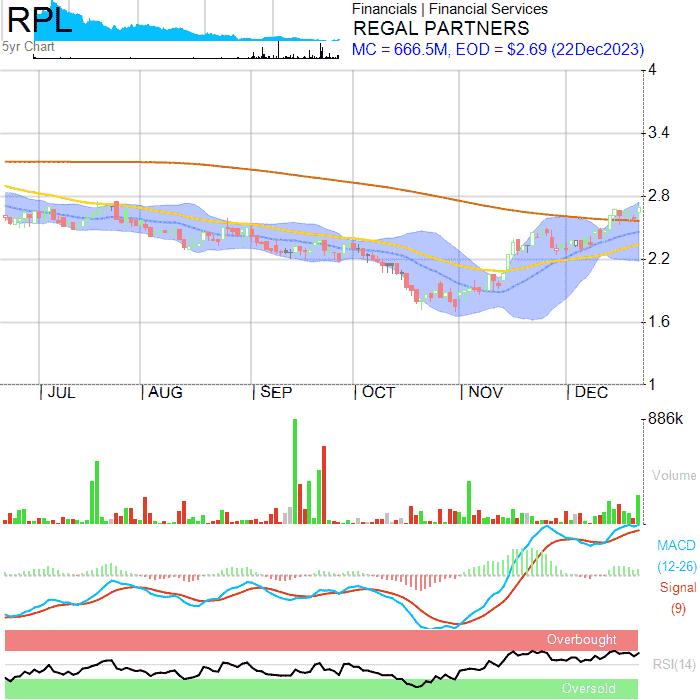 RPL
5yr Chart
Financials | Financial Services
REGAL PARTNERS
MC = 666.5M, EOD = $2.69 (22Dec2023)
4
3.4
2.8
2.2
1.6
1
| JUL | AUG | SEP | OCT | NOV | DEC
886k
Volume
MACD
(12-26)
Signal
(9)
Overbought
RSI(14)
Oversold